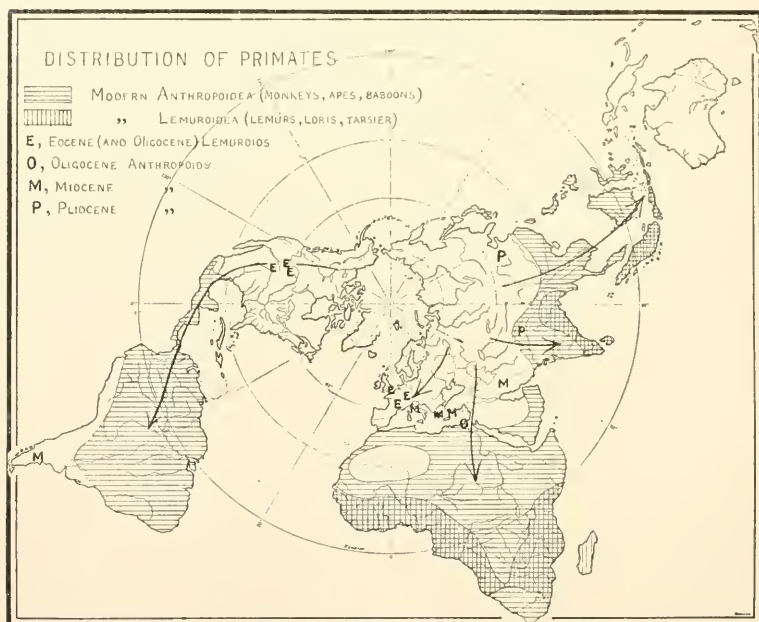 DISTRIBUTION OF PRIMATES
MODERN ANTHROPOIDEA (MONKEYS, APES, BABOONS)
„ LEMUROIDEA (LEMURS, LORIS, TARSIER)
E, EOCENE (AND OLIGOCENE) LEMUROIDS
O, OLIGOCENE ANTHROPOIDS
M, MIOCENE „
P, PLIOCENE „
P
E
E
E
P
M
E
E
M
M
M
O
M